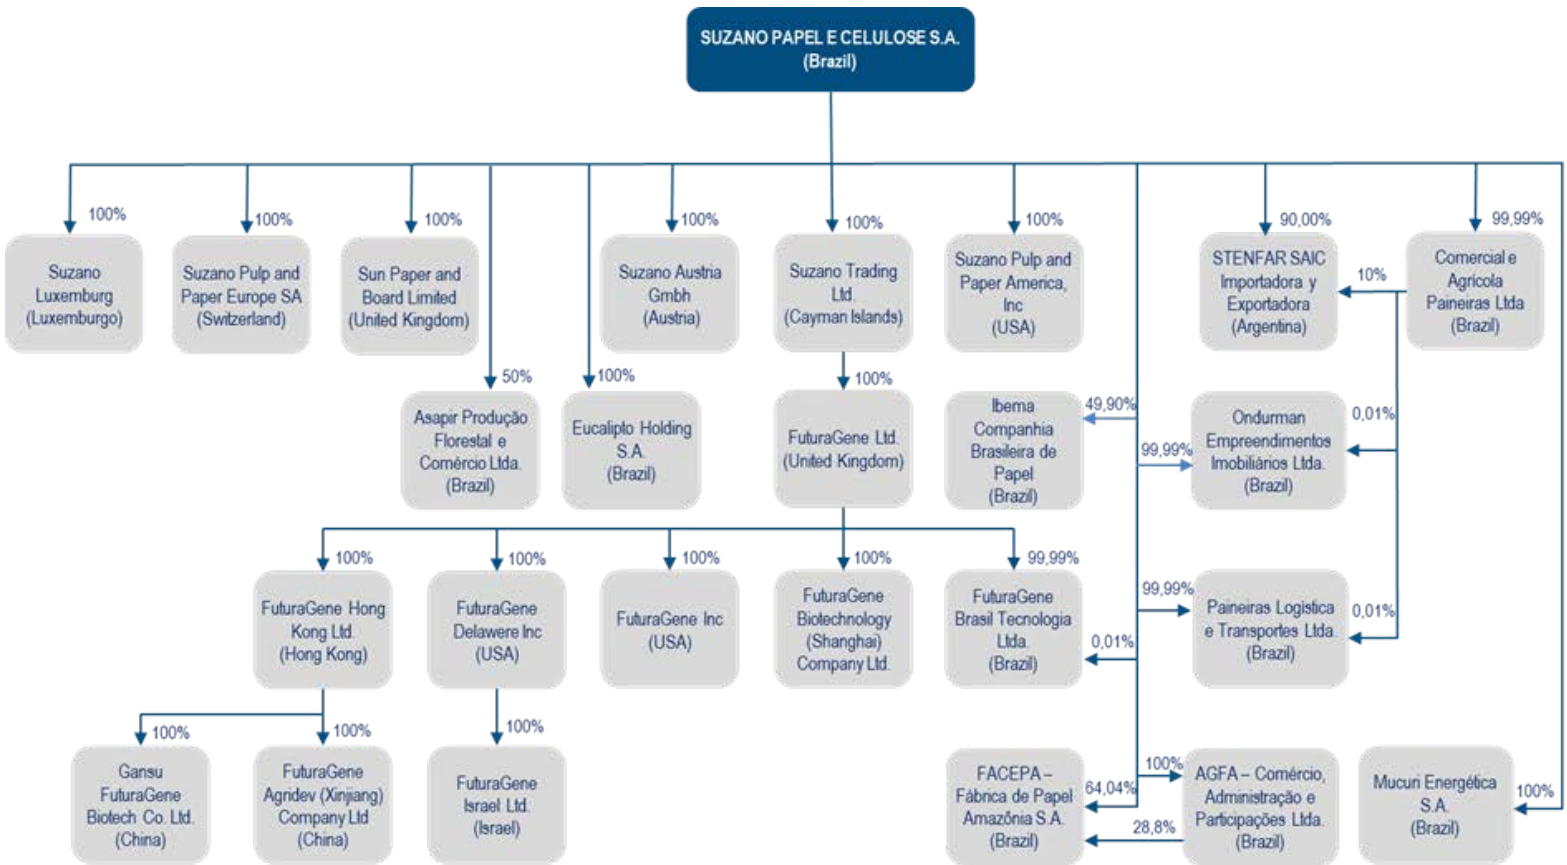 SUZANO PAPEL E CELULOSE S.A.
(Brazil)
100%
100%
100%
100%
100%
100%
90,00%
99,99%
Suzano
Luxemburg
(Luxemburgo)
Suzano Pulp and
Paper Europe SA
(Switzerland)
Sun Paper and
Board Limited
(United Kingdom)
Suzano Austria
Gmbh
(Austria)
Suzano Trading
Ltd.
(Cayman Islands)
Suzano Pulp and
Paper America,
Inc
(USA)
STENFAR SAIC
Importadora y
Exportadora
(Argentina)
10%
Comercial e
Agrícola
Paineiras Ltda
(Brazil)
50%
100%
100%
Asapir Produção
Florestal e
Comércio Ltda.
(Brazil)
Eucalipto Holding
S.A.
(Brazil)
FuturaGene Ltd.
(United Kingdom)
Ibema
Companhia
Brasileira de
Papel
(Brazil)
49,90%
99,99%
Ondurman
Empreendimentos
Imobiliários Ltda.
(Brazil)
0,01%
100%
100%
100%
100%
99,99%
FuturaGene Hong
Kong Ltd.
(Hong Kong)
FuturaGene
Delawere Inc
(USA)
FuturaGene Inc
(USA)
FuturaGene
Biotechnology
(Shanghai)
Company Ltd.
FuturaGene
Brasil Tecnologia
Ltda.
(Brazil)
99,99%
0,01%
Paineiras Logística
e Transportes Ltda.
(Brazil)
0,01%
100%
100%
100%
Gansu
FuturaGene
Biotech Co. Ltd.
(China)
FuturaGene
Agridev (Xinjiang)
Company Ltd
(China)
FuturaGene
Israel Ltd.
(Israel)
FACEPA –
Fábrica de Papel
Amazônia S.A.
(Brazil)
100%
64,04%
28,8%
AGFA – Comércio,
Administração e
Participações Ltda.
(Brazil)
Mucuri Energética
S.A.
(Brazil)
100%